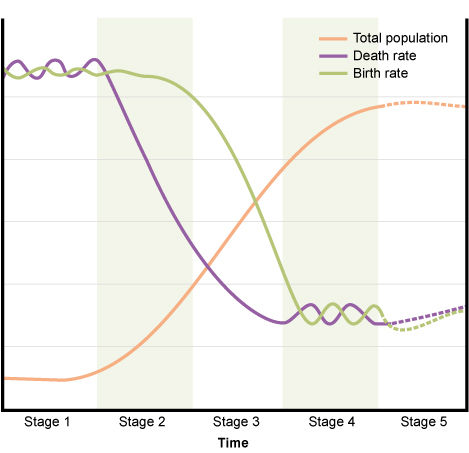 Total population
Death rate
Birth rate
Stage 1 Stage 2 Stage 3 Stage 4 Stage 5
Time